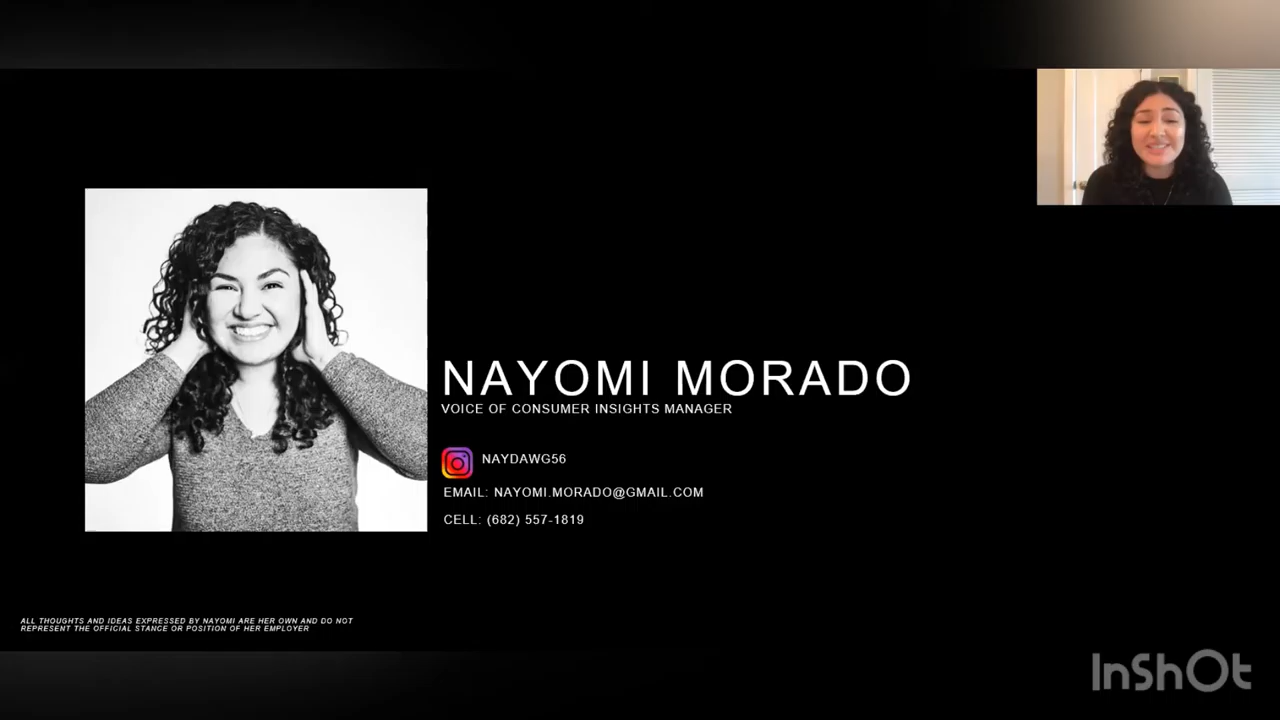 NAYOMI MORADO
VOICE OF CONSUMER INSIGHTS MANAGER
NAYDAWG56
EMAIL: NAYOMI.MORADO@GMAIL.COM
CELL: (682) 557-1819
ALL THOUGHTS AND IDEAS EXPRESSED BY NAYOMI ARE HER OWN AND DO NOT
REPRESENT THE OFFICIAL STANCE OR POSITION OF HER EMPLOYER
InShOt